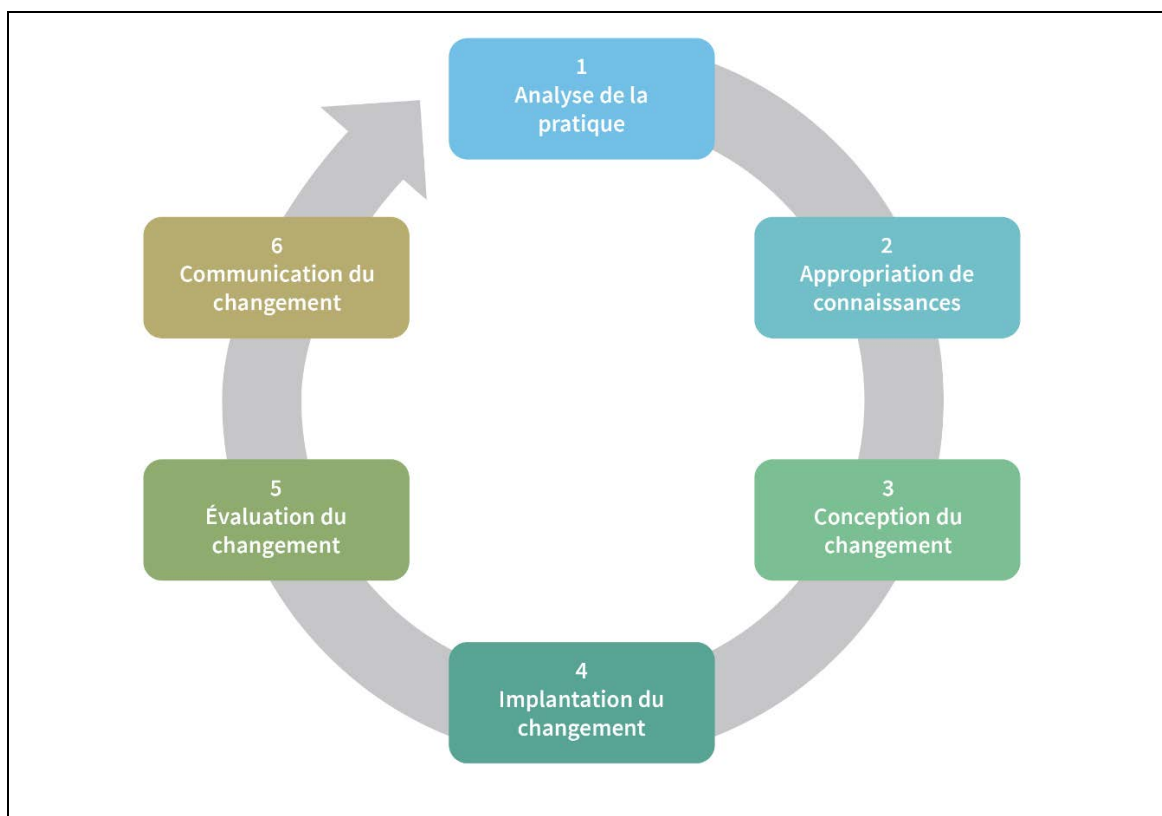 1
Analyse de la
pratique
2
Appropriation de
connaissances
3
Conception du
changement
4
Implantation du
changement
5
Évaluation du
changement
6
Communication du
changement